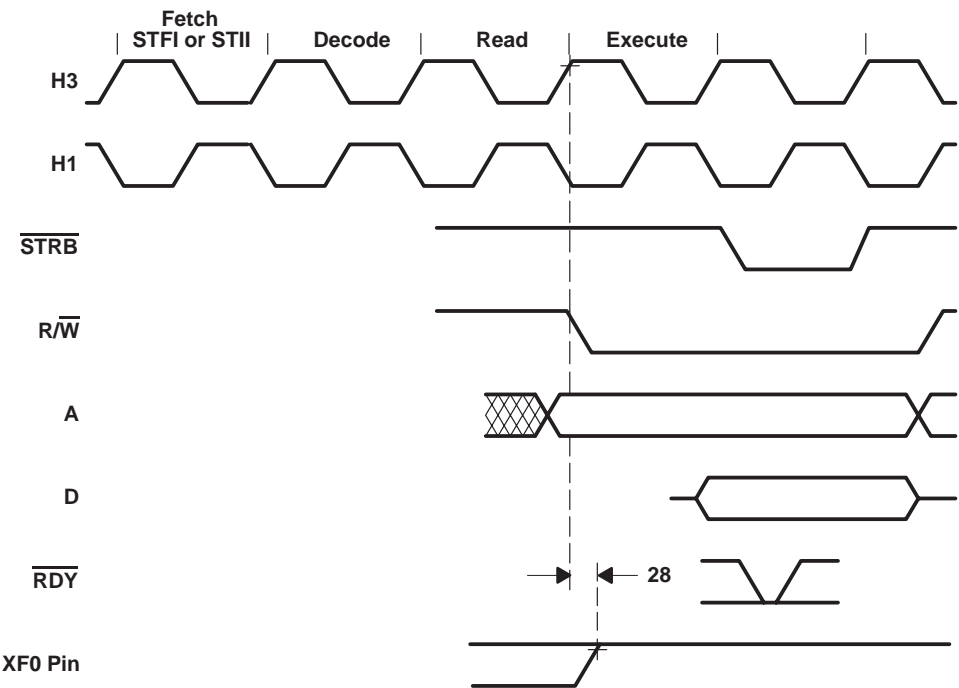 Fetch
STFI or STII
Decode
Read
Execute
H3
H1
STRB
R/W
A
D
RDY
28
XF0 Pin